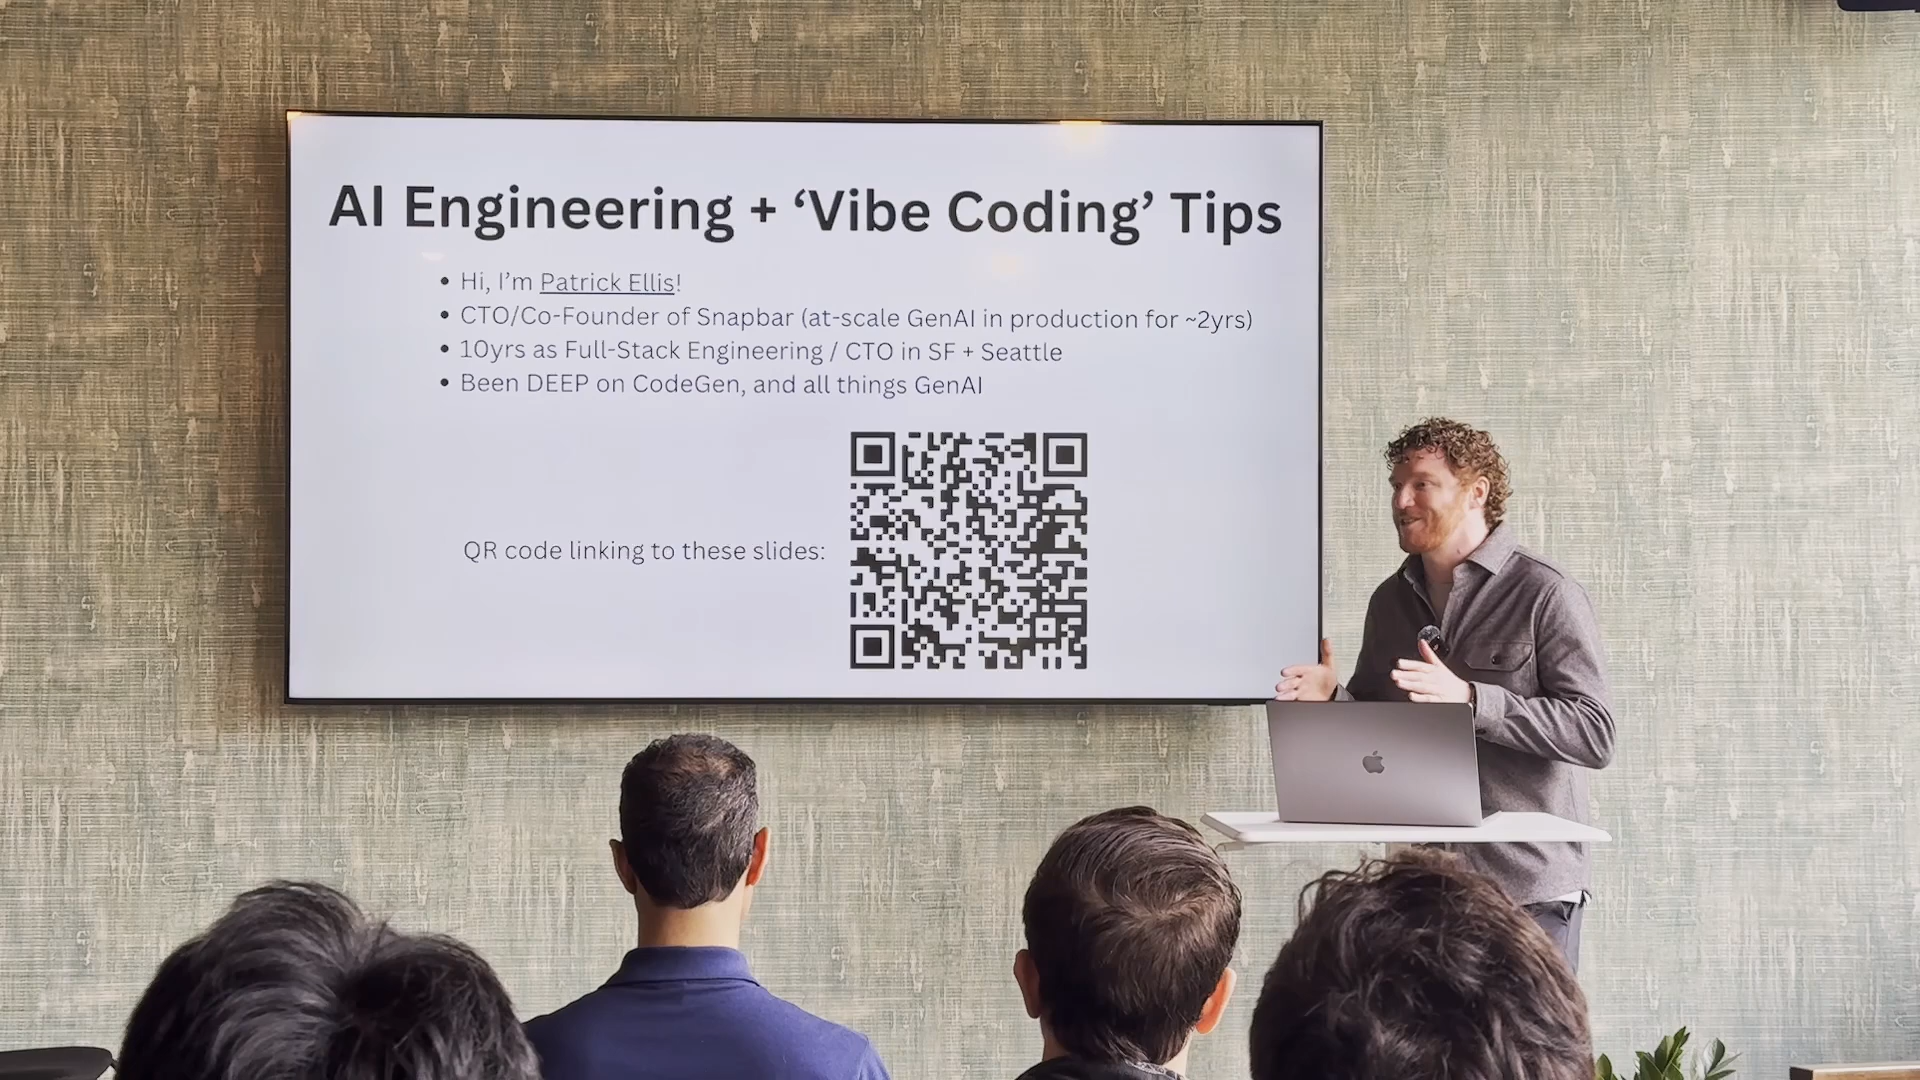 AI Engineering + ‘Vibe Coding’ Tips
• Hi, I’m Patrick Ellis!
• CTO/Co-Founder of Snapbar (at-scale GenAI in production for ~2yrs)
• 10yrs as Full-Stack Engineering / CTO in SF + Seattle
• Been DEEP on CodeGen, and all things GenAI
QR code linking to these slides: